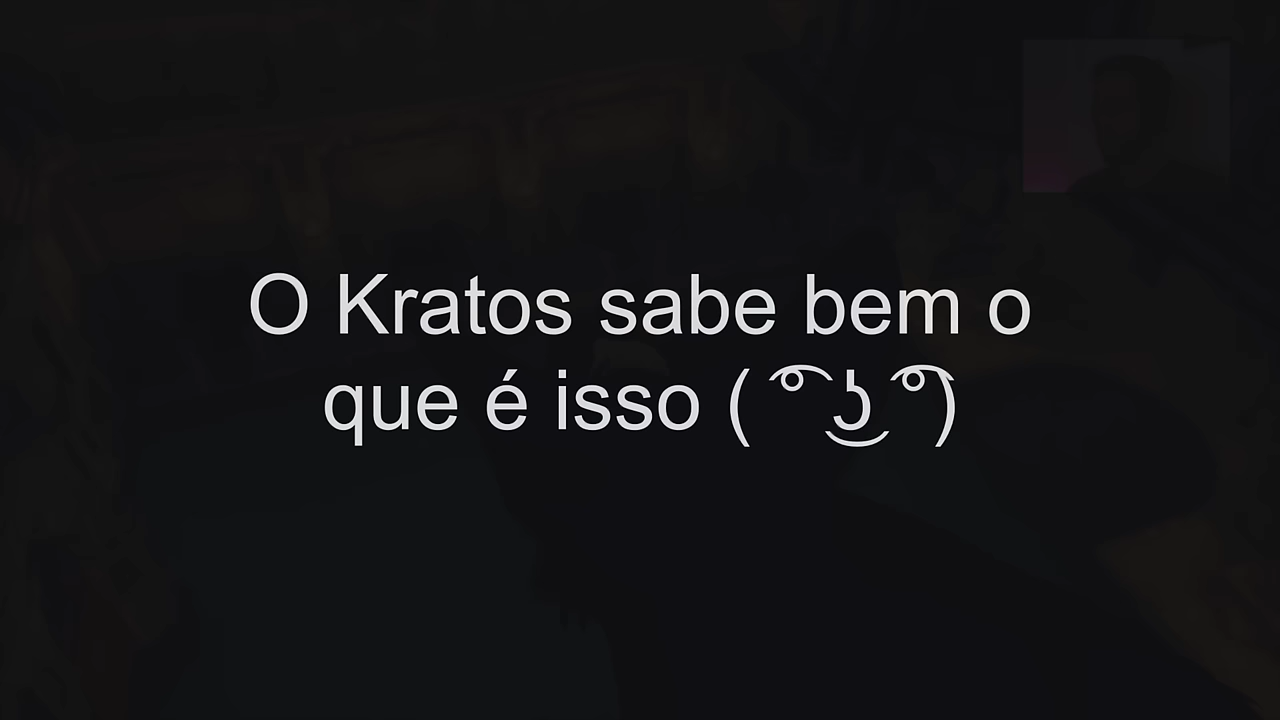 O Kratos sabe bem o
que é isso ( ͡° ͜ʖ ͡°)